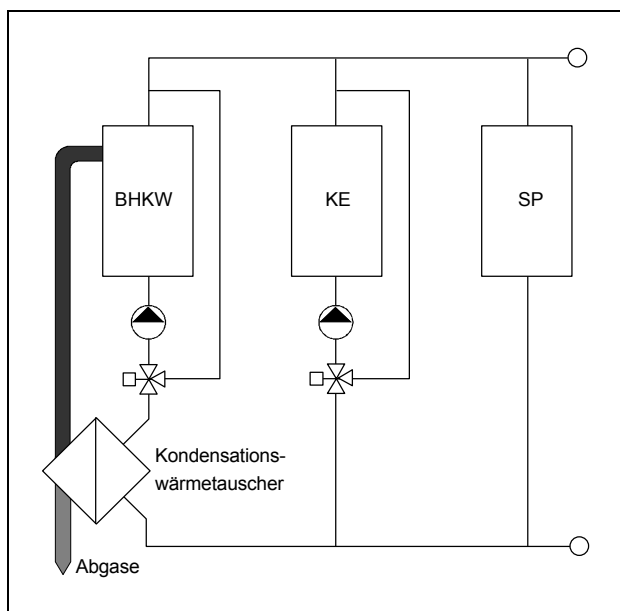 BHKW
KE
SP
Kondensations-
wärmetauscher
Abgase